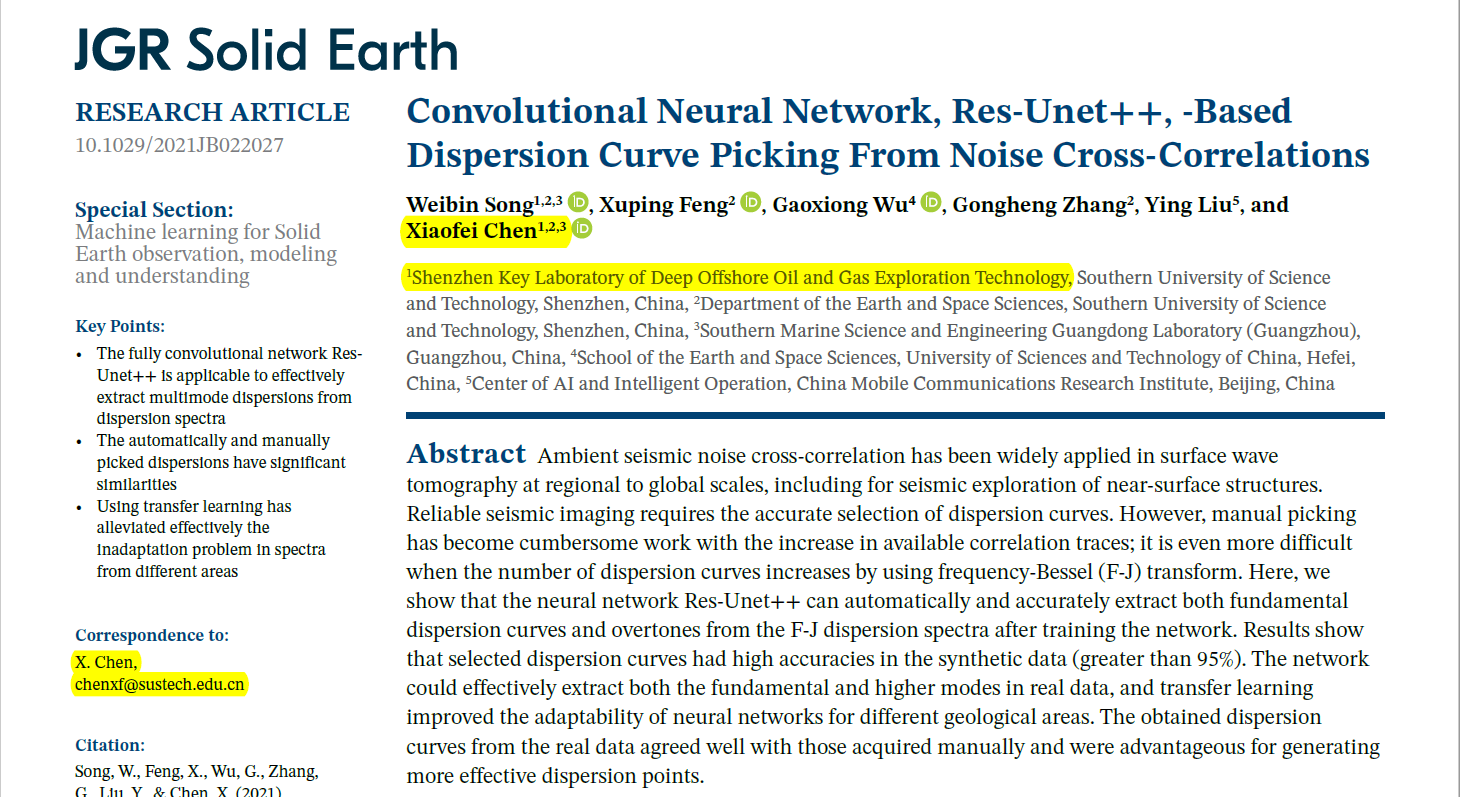 JGR Solid Earth
RESEARCH ARTICLE
10.1029/2021JB022027
Special Section:
Machine learning for Solid
Earth observation, modeling
and understanding
Key Points:
• The fully convolutional network Res-
Unet++ is applicable to effectively
extract multimode dispersions from
dispersion spectra
• The automatically and manually
picked dispersions have significant
similarities
• Using transfer learning has
alleviated effectively the
inadaptation problem in spectra
from different areas
Correspondence to:
X. Chen,
chenxf@sustech.edu.cn
Citation:
Song, W., Feng, X., Wu, G., Zhang,
G., Liu, Y., & Chen, X. (2021)
Convolutional Neural Network, Res-Unet++, -Based
Dispersion Curve Picking From Noise Cross-Correlations
Weibin Song1,2,3 iD, Xuping Feng2 iD, Gaoxiong Wu4 iD, Gongheng Zhang2, Ying Liu5, and
Xiaofei Chen1,2,3 iD
1Shenzhen Key Laboratory of Deep Offshore Oil and Gas Exploration Technology, Southern University of Science
and Technology, Shenzhen, China, 2Department of the Earth and Space Sciences, Southern University of Science
and Technology, Shenzhen, China, 3Southern Marine Science and Engineering Guangdong Laboratory (Guangzhou),
Guangzhou, China, 4School of the Earth and Space Sciences, University of Sciences and Technology of China, Hefei,
China, 5Center of AI and Intelligent Operation, China Mobile Communications Research Institute, Beijing, China
Abstract Ambient seismic noise cross-correlation has been widely applied in surface wave
tomography at regional to global scales, including for seismic exploration of near-surface structures.
Reliable seismic imaging requires the accurate selection of dispersion curves. However, manual picking
has become cumbersome work with the increase in available correlation traces; it is even more difficult
when the number of dispersion curves increases by using frequency-Bessel (F-J) transform. Here, we
show that the neural network Res-Unet++ can automatically and accurately extract both fundamental
dispersion curves and overtones from the F-J dispersion spectra after training the network. Results show
that selected dispersion curves had high accuracies in the synthetic data (greater than 95%). The network
could effectively extract both the fundamental and higher modes in real data, and transfer learning
improved the adaptability of neural networks for different geological areas. The obtained dispersion
curves from the real data agreed well with those acquired manually and were advantageous for generating
more effective dispersion points.